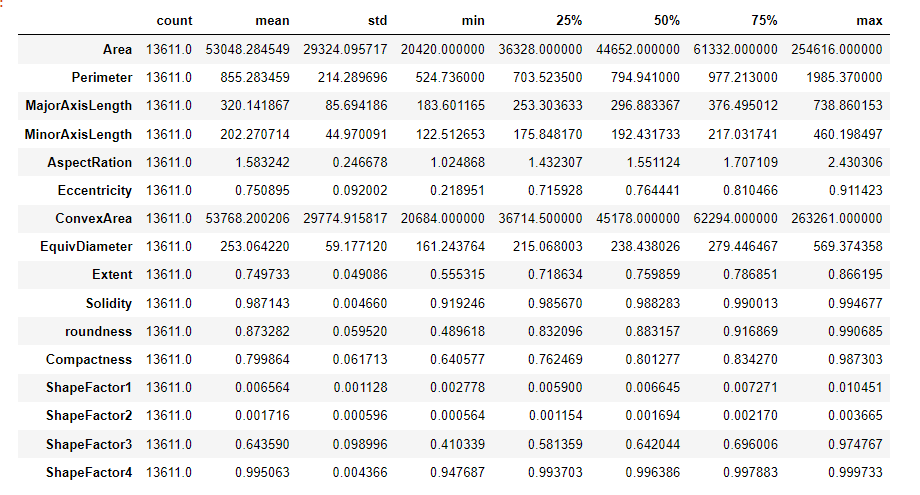 :
count mean std min 25% 50% 75% max
Area 13611.0 53048.284549 29324.095717 20420.000000 36328.000000 44652.000000 61332.000000 254616.000000
Perimeter 13611.0 855.283459 214.289696 524.736000 703.523500 794.941000 977.213000 1985.370000
MajorAxisLength 13611.0 320.141867 85.694186 183.601165 253.303633 296.883367 376.495012 738.860153
MinorAxisLength 13611.0 202.270714 44.970091 122.512653 175.848170 192.431733 217.031741 460.198497
AspectRation 13611.0 1.583242 0.246678 1.024868 1.432307 1.551124 1.707109 2.430306
Eccentricity 13611.0 0.750895 0.092002 0.218951 0.715928 0.764441 0.810466 0.911423
ConvexArea 13611.0 53768.200206 29774.915817 20684.000000 36714.500000 45178.000000 62294.000000 263261.000000
EquivDiameter 13611.0 253.064220 59.177120 161.243764 215.068003 238.438026 279.446467 569.374358
Extent 13611.0 0.749733 0.049086 0.555315 0.718634 0.759859 0.786851 0.866195
Solidity 13611.0 0.987143 0.004660 0.919246 0.985670 0.988283 0.990013 0.994677
roundness 13611.0 0.873282 0.059520 0.489618 0.832096 0.883157 0.916869 0.990685
Compactness 13611.0 0.799864 0.061713 0.640577 0.762469 0.801277 0.834270 0.987303
ShapeFactor1 13611.0 0.006564 0.001128 0.002778 0.005900 0.006645 0.007271 0.010451
ShapeFactor2 13611.0 0.001716 0.000596 0.000564 0.001154 0.001694 0.002170 0.003665
ShapeFactor3 13611.0 0.643590 0.098996 0.410339 0.581359 0.642044 0.696006 0.974767
ShapeFactor4 13611.0 0.995063 0.004366 0.947687 0.993703 0.996386 0.997883 0.999733